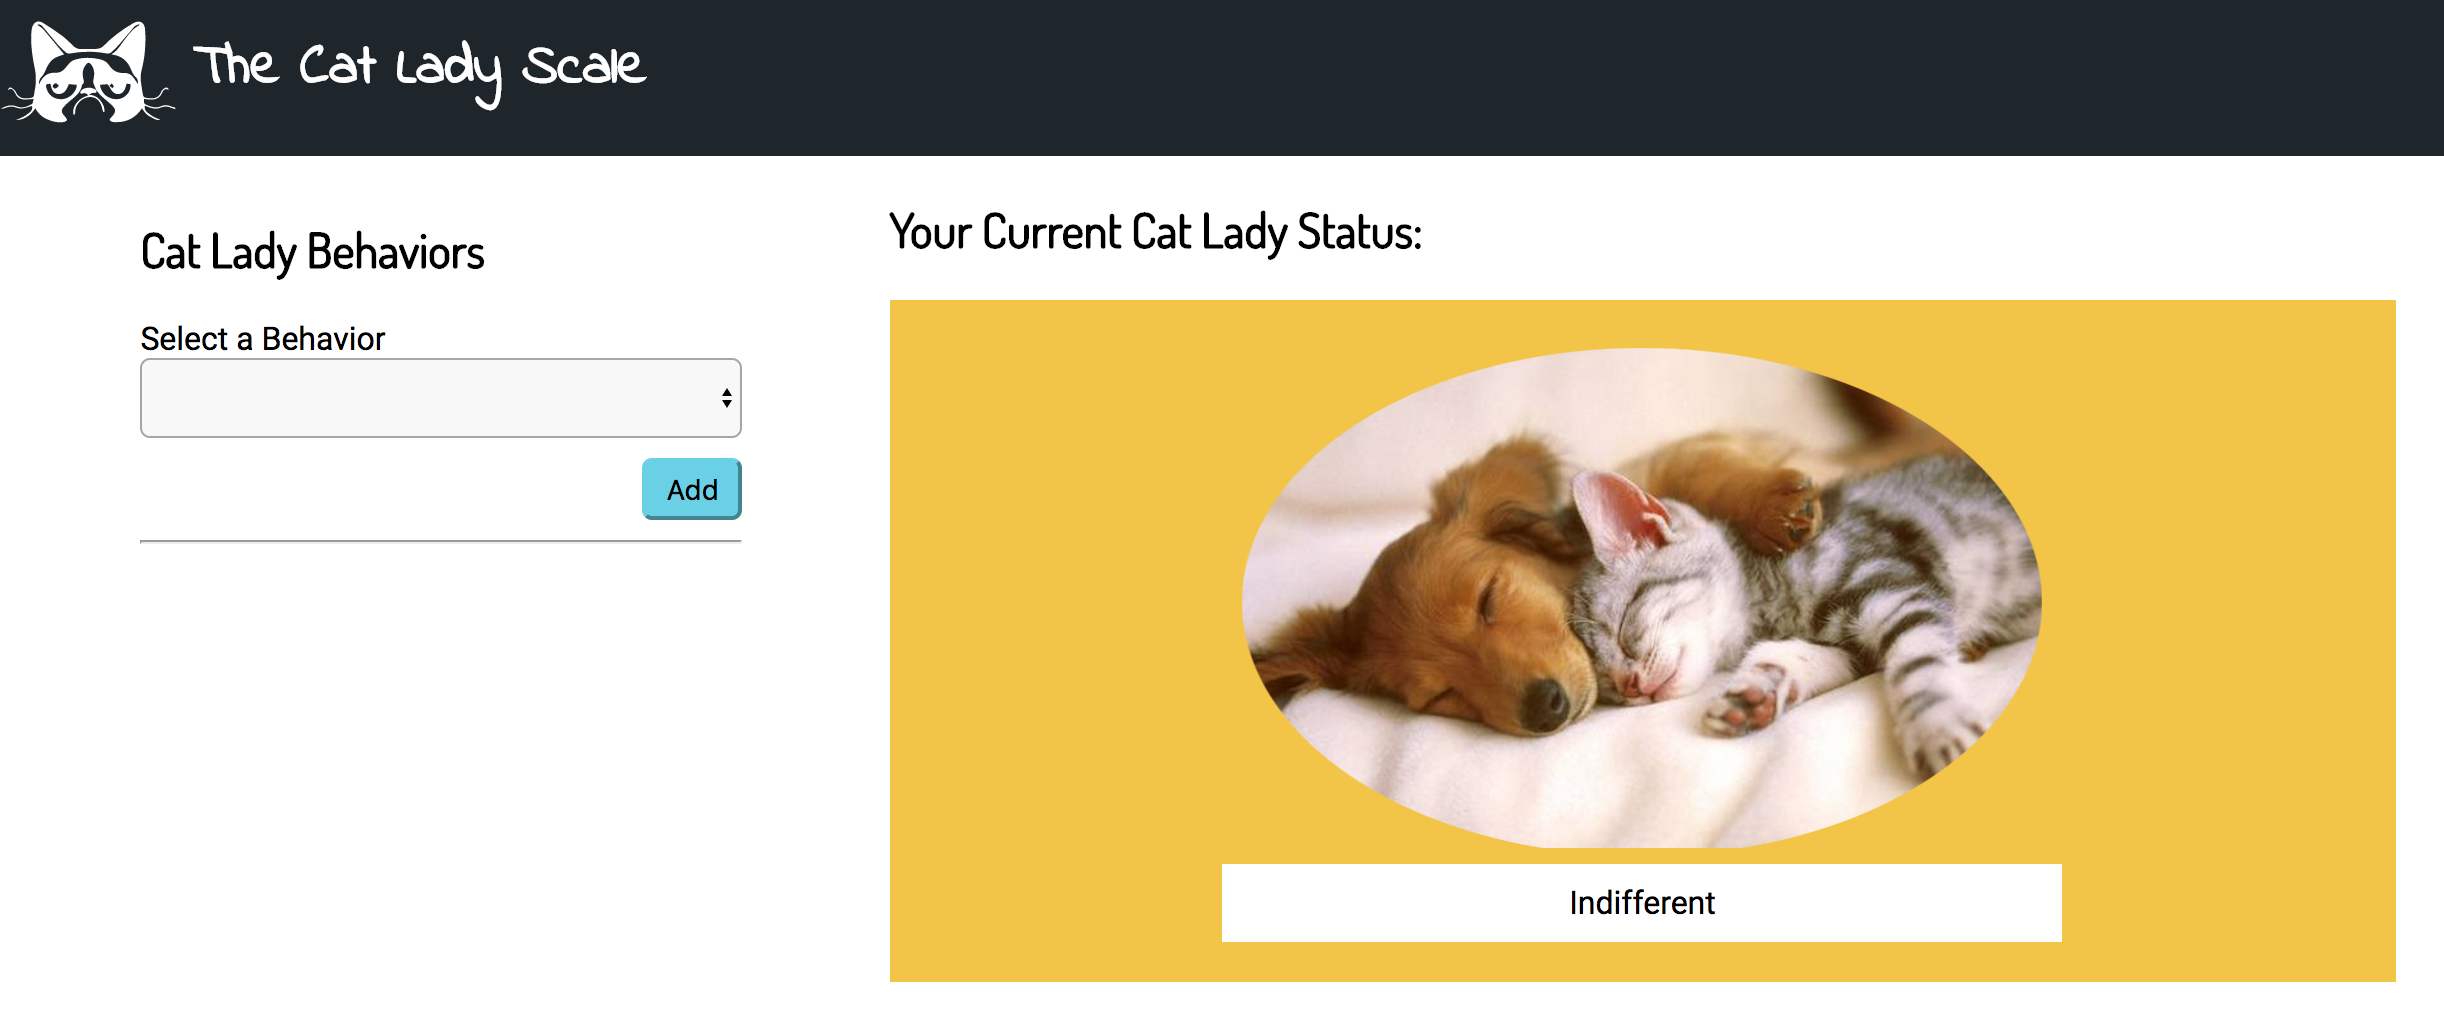 The Cat Lady Scale
Cat Lady Behaviors
Select a Behavior
Add
Your Current Cat Lady Status:
Indifferent